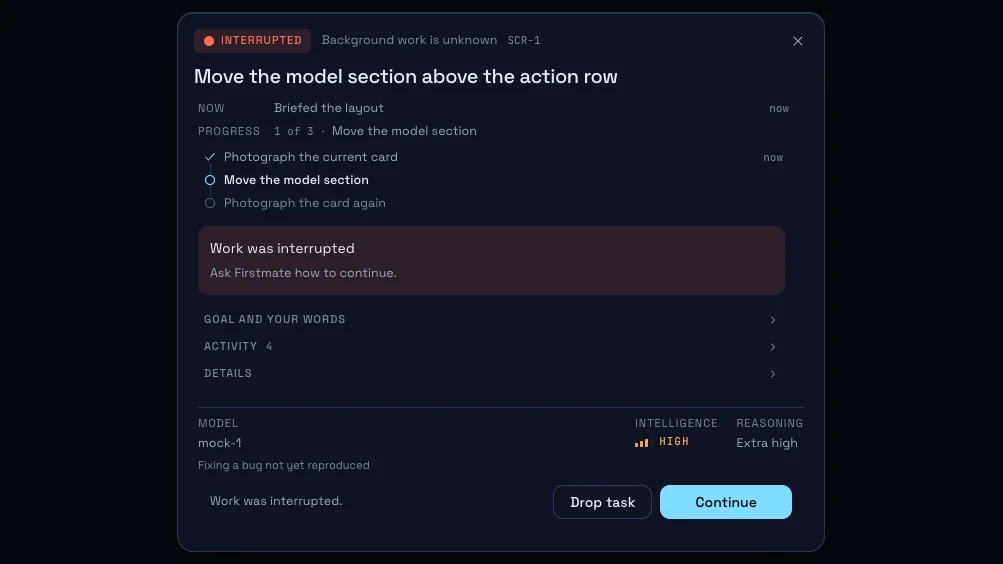 INTERRUPTED Background work is unknown SCR-1
Move the model section above the action row
NOW Briefed the layout now
PROGRESS 1 of 3 · Move the model section
Photograph the current card now
Move the model section
Photograph the card again
Work was interrupted
Ask Firstmate how to continue.
GOAL AND YOUR WORDS
ACTIVITY 4
DETAILS
MODEL INTELLIGENCE REASONING
mock-1 HIGH Extra high
Fixing a bug not yet reproduced
Work was interrupted. Drop task Continue